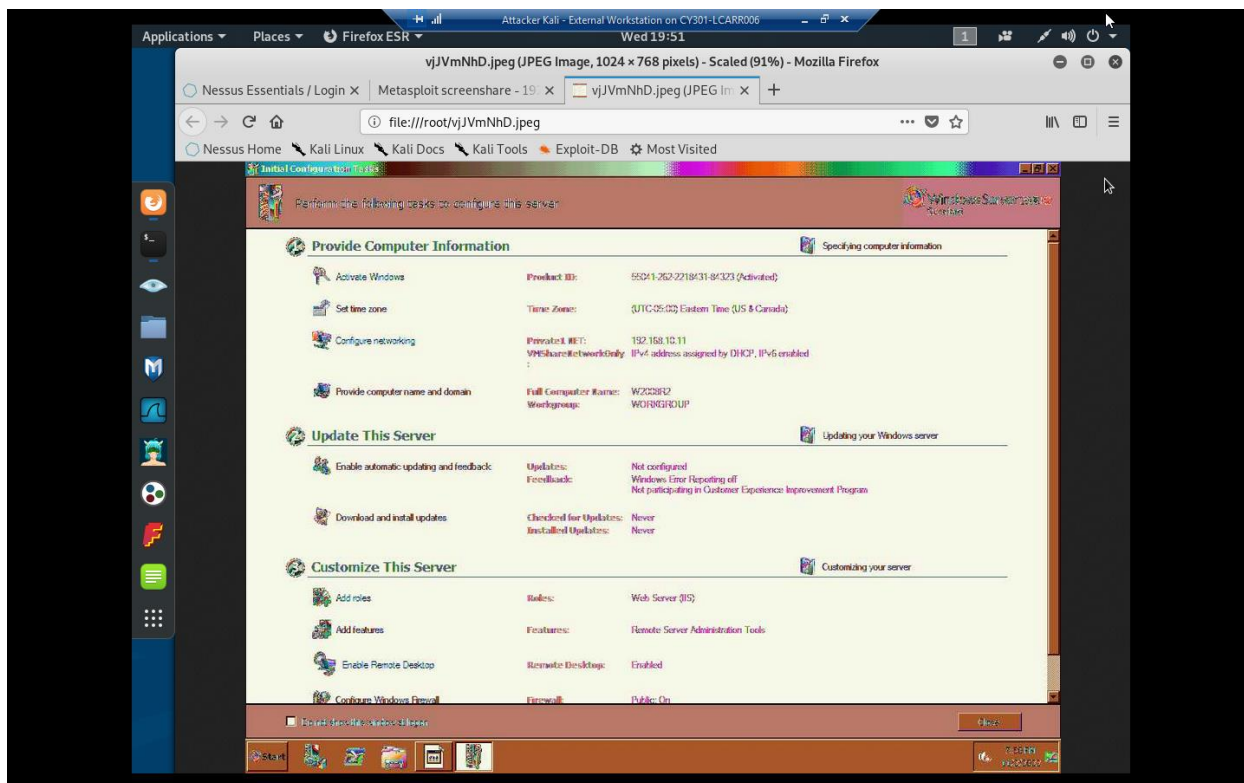 Attacker Kali - External Workstation on CY301-LCARR006
Applications Places Firefox ESR Wed 19:51 1
vjJVmNhD.jpeg (JPEG Image, 1024 × 768 pixels) - Scaled (91%) - Mozilla Firefox
Nessus Essentials / Login Metasploit screenshare - 19 vjJVmNhD.jpeg (JPEG Im
file:///root/vjJVmNhD.jpeg
Nessus Home Kali Linux Kali Docs Kali Tools Exploit-DB Most Visited
Initial Configuration Tasks
Perform the following tasks to configure this server
Provide Computer Information Specifying computer information
Activate Windows Product ID: (Activated)
Set time zone Time Zone: (UTC-05:00) Eastern Time (US & Canada)
Configure networking Private1 NET: 192.168.10.11
VMShareNetworkOnly IPv4 address assigned by DHCP, IPv6 enabled
:
Provide computer name and domain Full Computer Name: W2008R2
Workgroup: WORKGROUP
Update This Server Updating your Windows server
Enable automatic updating and feedback Updates: Not configured
Feedback: Windows Error Reporting off
Not participating in Customer Experience Improvement Program
Download and install updates Checked for Updates: Never
Installed Updates: Never
Customize This Server Customizing your server
Add roles Roles: Web Server (IIS)
Add features Features: Remote Server Administration Tools
Enable Remote Desktop Remote Desktop: Enabled
Configure Windows Firewall Firewall: Public: On
Close
Start